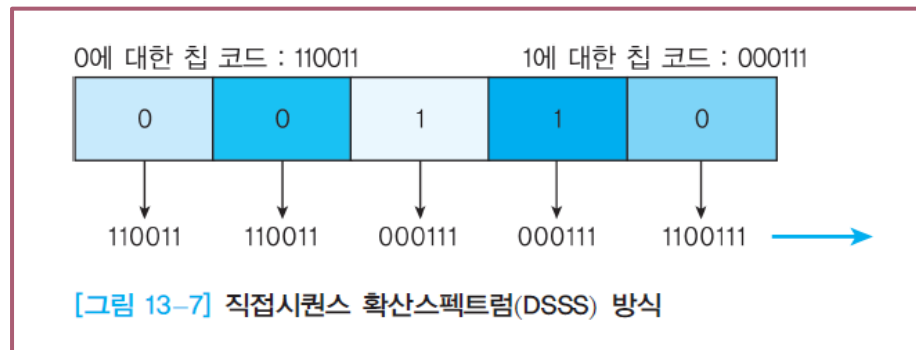 0에 대한 칩 코드 : 110011 1에 대한 칩 코드 : 000111
0 0 1 1 0
110011 110011 000111 000111 1100111
[그림 13-7] 직접시퀀스 확산스펙트럼(DSSS) 방식